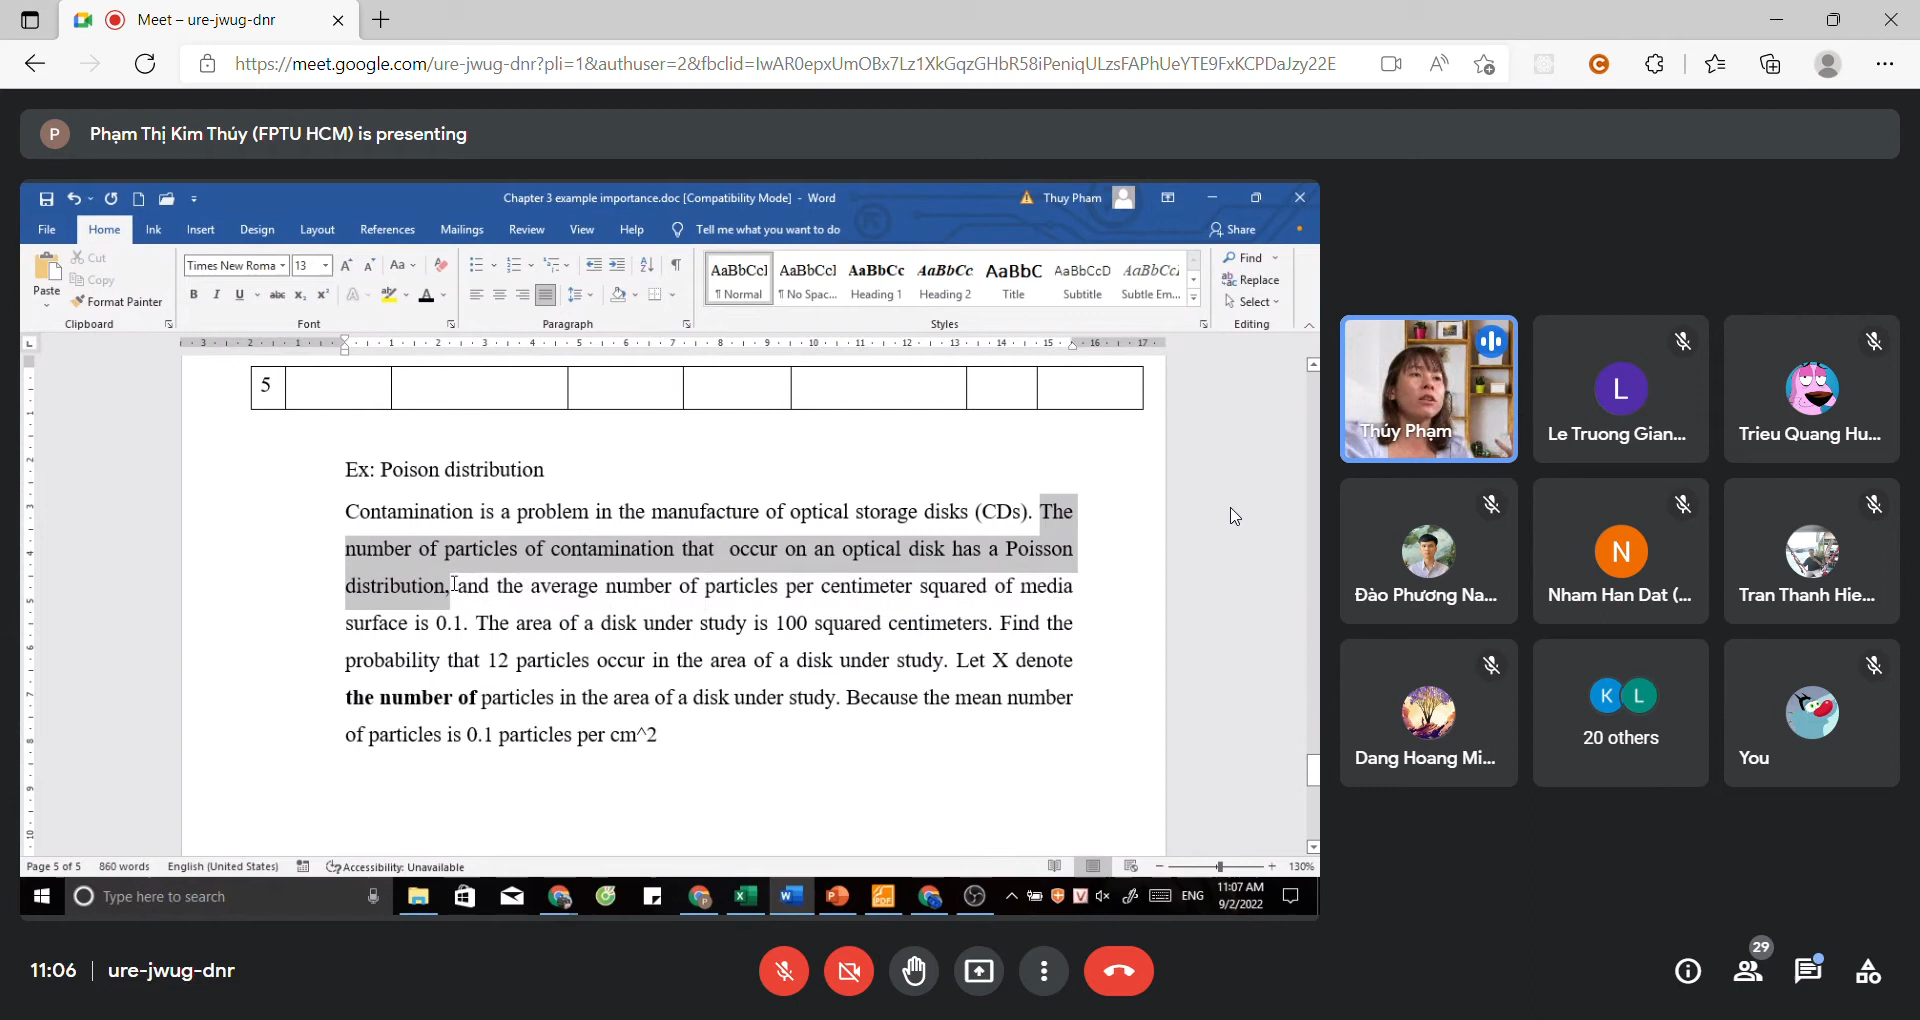 Meet – ure-jwug-dnr
https://meet.google.com/ure-jwug-dnr?pli=1&authuser=2&fbclid=IwAR0epxUmOBx7Lz1XkGqzGHbR58iPeniqULzsFAPhUeYTE9FxKCPDaJzy22E
P Phạm Thị Kim Thúy (FPTU HCM) is presenting
Chapter 3 example importance.doc [Compatibility Mode] - Word
Thuy Pham
File Home Ink Insert Design Layout References Mailings Review View Help Tell me what you want to do Share
Paste
Cut
Copy
Format Painter
Clipboard
Times New Roma 13
Font
Paragraph
AaBbCcI AaBbCcI AaBbCc AaBbCc AaBbC AaBbCcD AaBbCcI
¶ Normal ¶ No Spac... Heading 1 Heading 2 Title Subtitle Subtle Em...
Styles
Find
Replace
Select
Editing
5
Ex: Poison distribution
Contamination is a problem in the manufacture of optical storage disks (CDs). The
number of particles of contamination that occur on an optical disk has a Poisson
distribution, and the average number of particles per centimeter squared of media
surface is 0.1. The area of a disk under study is 100 squared centimeters. Find the
probability that 12 particles occur in the area of a disk under study. Let X denote
the number of particles in the area of a disk under study. Because the mean number
of particles is 0.1 particles per cm^2
Page 5 of 5 860 words English (United States) Accessibility: Unavailable 130%
Type here to search
ENG 11:07 AM
9/2/2022
Thúy Phạm
L
Le Truong Gian...
Trieu Quang Hu...
Đào Phương Na...
N
Nham Han Dat (...
Tran Thanh Hie...
Dang Hoang Mi...
K L
20 others
You
11:06 | ure-jwug-dnr
29